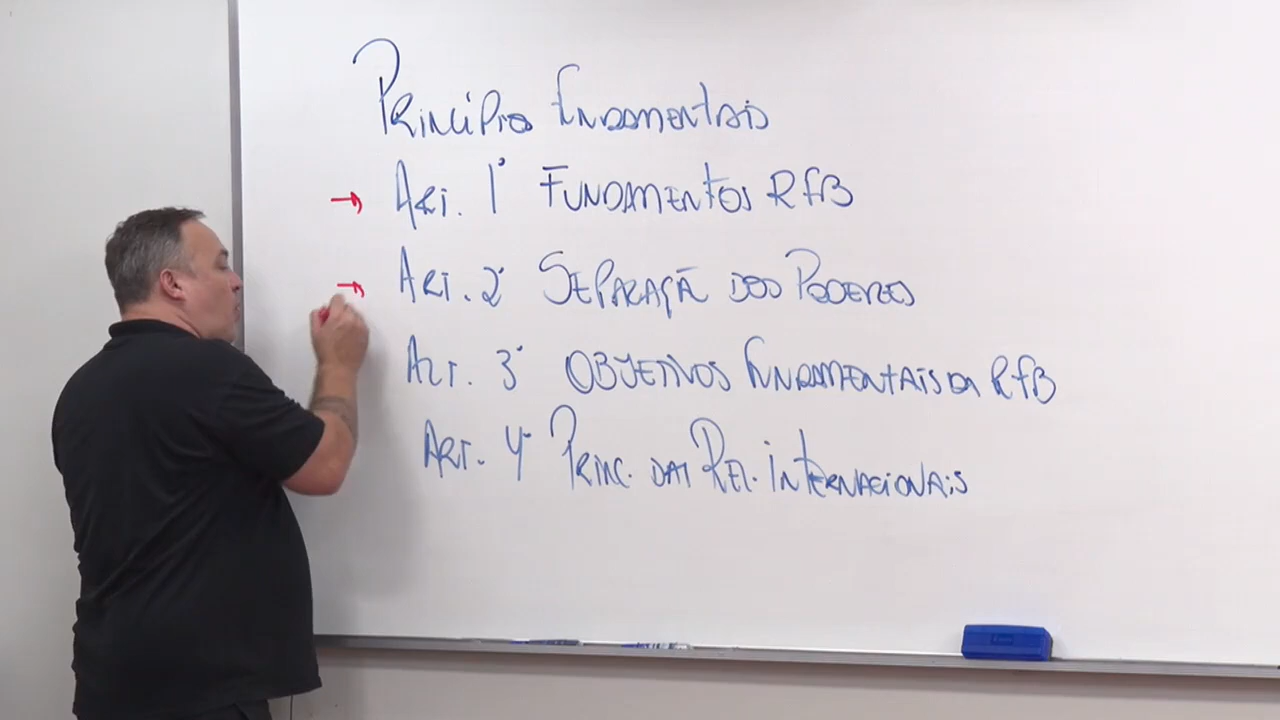 Princípios Fundamentais
→ Art. 1º Fundamentos RFB
→ Art. 2º Separação dos Poderes
Art. 3º Objetivos Fundamentais da RFB
Art. 4º Princ. das Rel. Internacionais